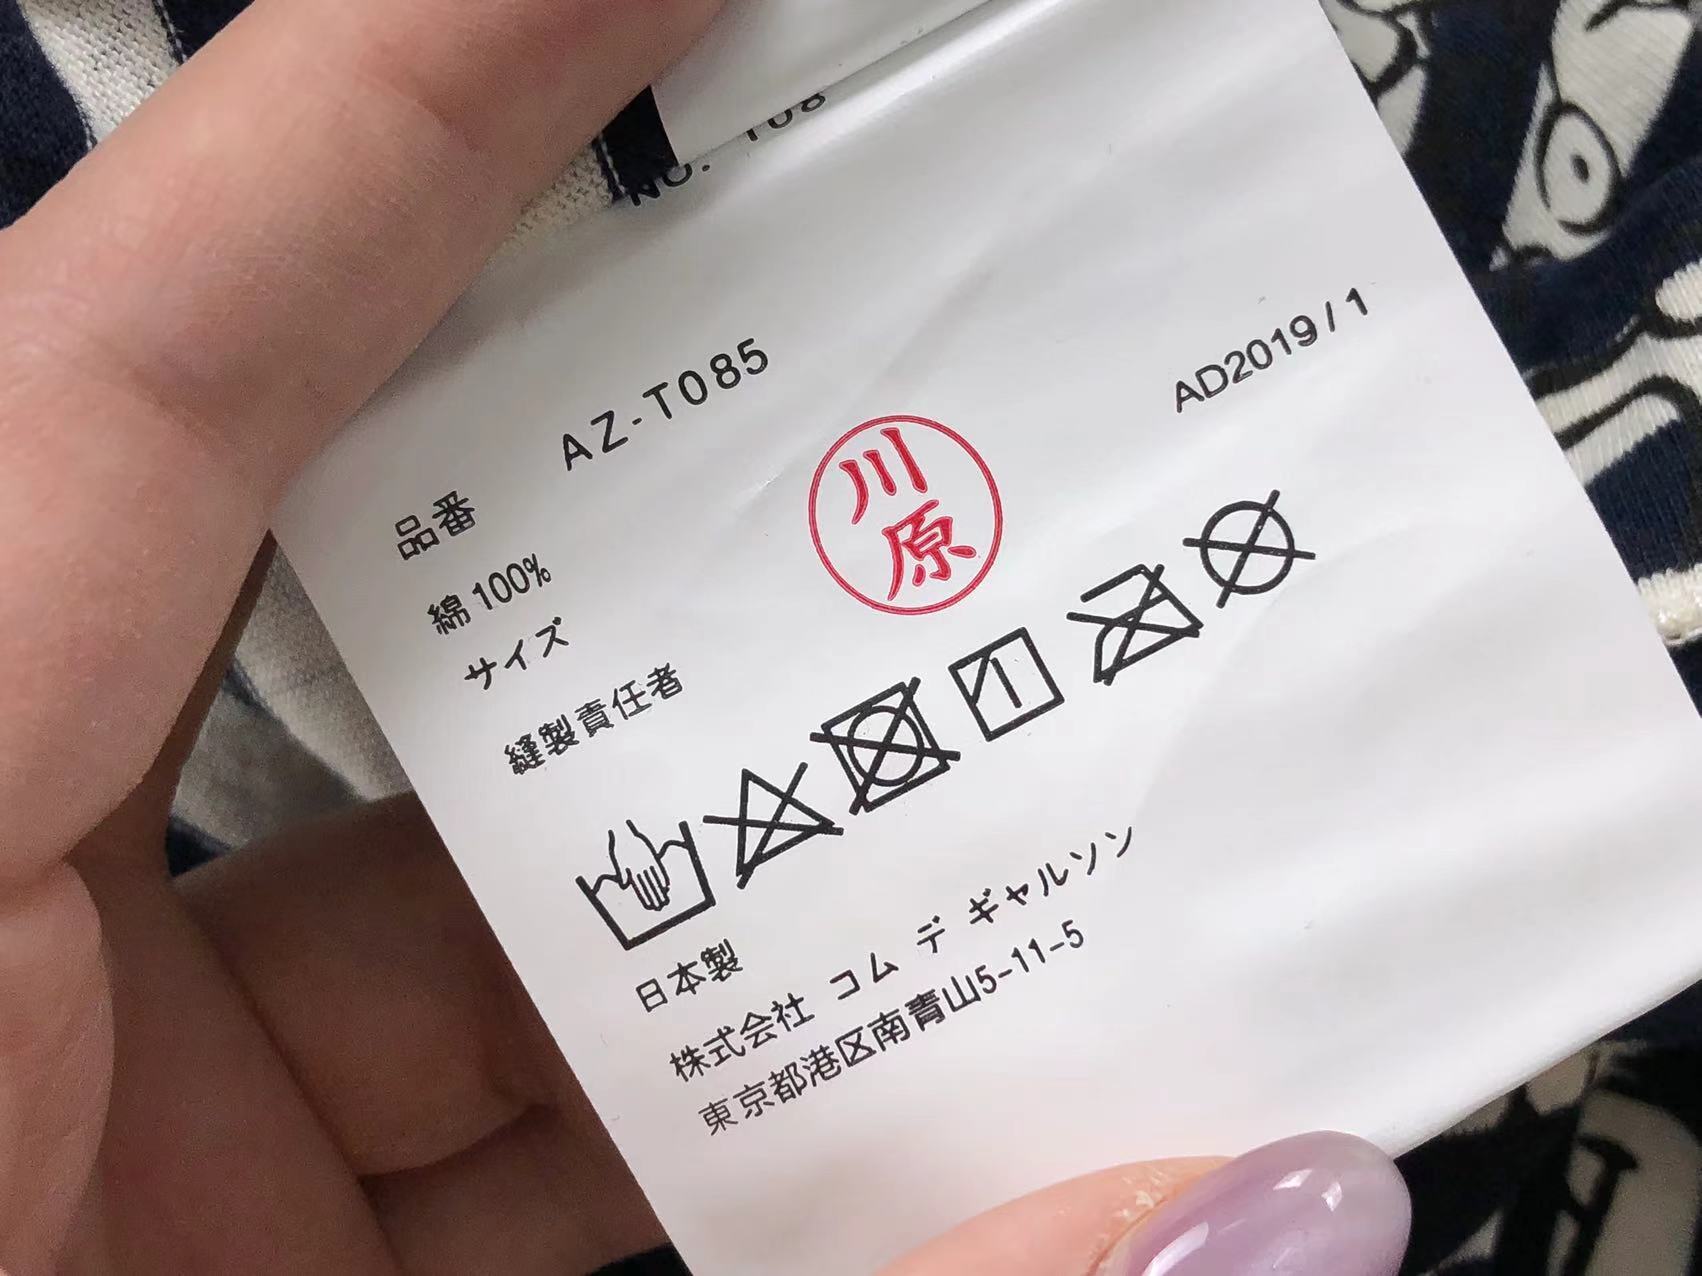 NO. 108
AD2019 / 1
品番 AZ-T085
綿 100%
サイズ
縫製責任者
川原
日本製
株式会社 コム デ ギャルソン
東京都港区南青山5-11-5